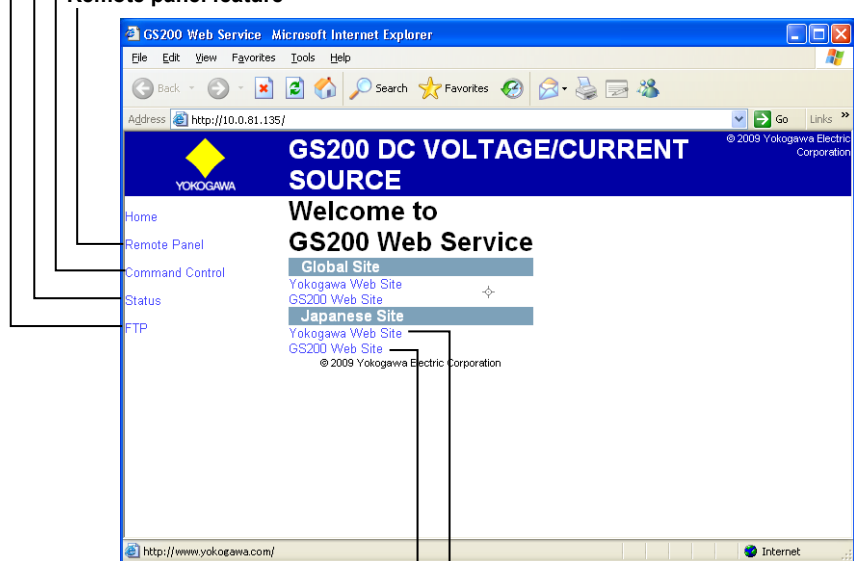 Remote panel feature
GS200 Web Service Microsoft Internet Explorer
File Edit View Favorites Tools Help
Back Search Favorites
Address http://10.0.81.135/ Go Links »
YOKOGAWA
GS200 DC VOLTAGE/CURRENT
SOURCE
© 2009 Yokogawa Electric
Corporation
Home
Remote Panel
Command Control
Status
FTP
Welcome to
GS200 Web Service
Global Site
Yokogawa Web Site
GS200 Web Site
Japanese Site
Yokogawa Web Site
GS200 Web Site
© 2009 Yokogawa Electric Corporation
http://www.yokogawa.com/ Internet